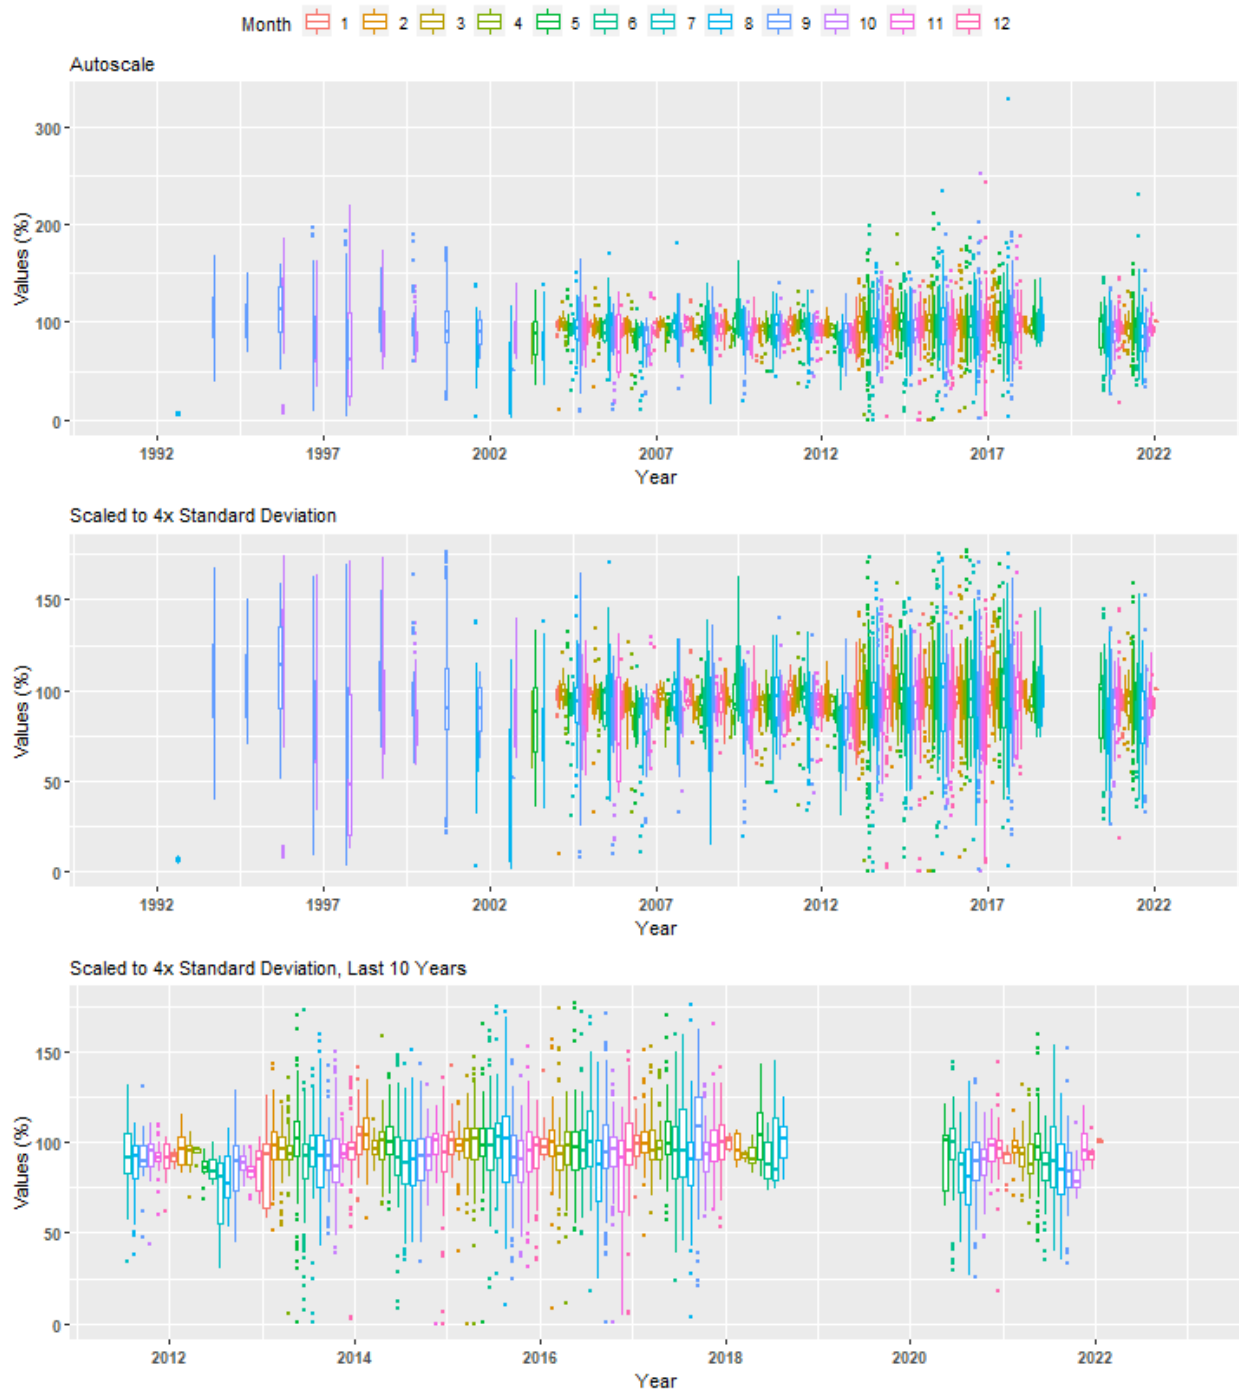 Month 1 2 3 4 5 6 7 8 9 10 11 12
Autoscale
Values (%)
300
200
100
0
1992 1997 2002 2007 2012 2017 2022
Year
Scaled to 4x Standard Deviation
Values (%)
150
100
50
0
1992 1997 2002 2007 2012 2017 2022
Year
Scaled to 4x Standard Deviation, Last 10 Years
Values (%)
150
100
50
0
2012 2014 2016 2018 2020 2022
Year